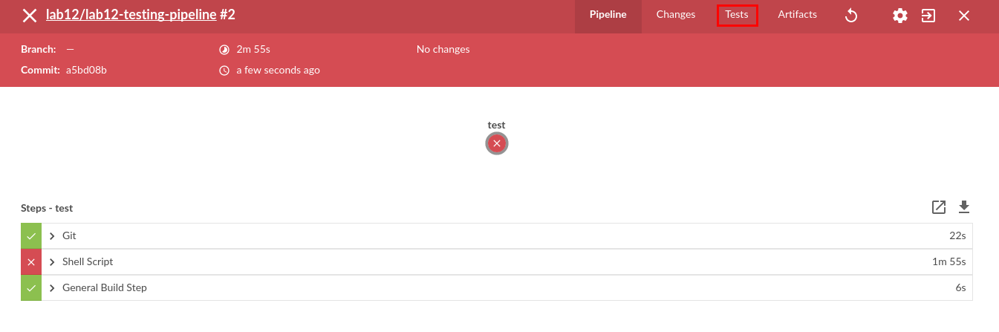 lab12/lab12-testing-pipeline #2 Pipeline Changes Tests Artifacts
Branch: — 2m 55s No changes
Commit: a5bd08b a few seconds ago
test
Steps - test
Git 22s
Shell Script 1m 55s
General Build Step 6s